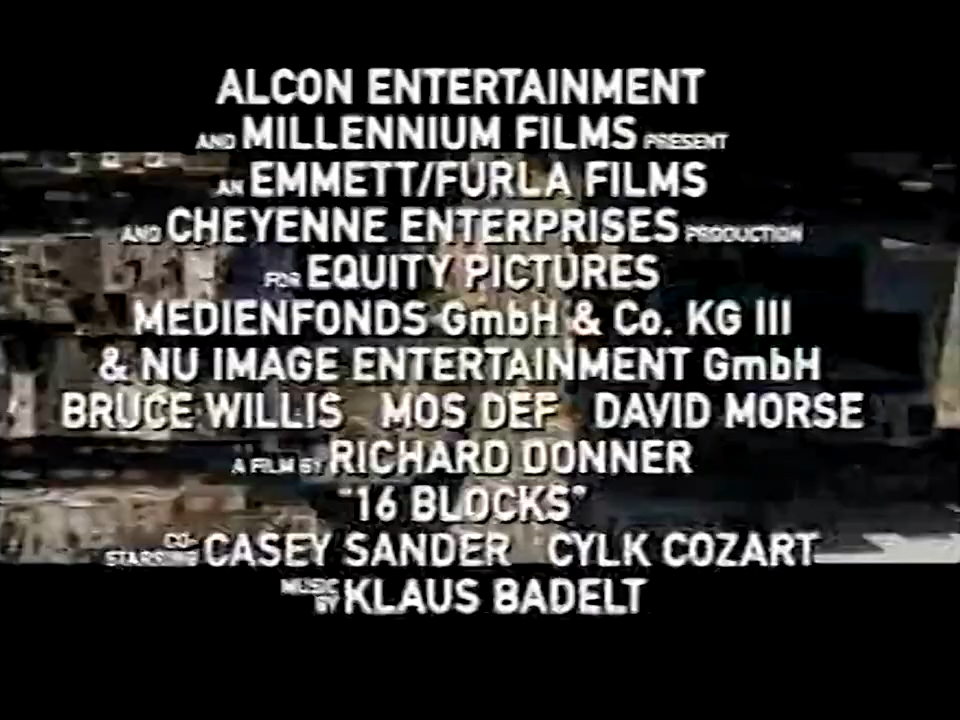 ALCON ENTERTAINMENT
AND MILLENNIUM FILMS PRESENT
AN EMMETT/FURLA FILMS
AND CHEYENNE ENTERPRISES PRODUCTION
FOR EQUITY PICTURES
MEDIENFONDS GmbH & Co. KG III
& NU IMAGE ENTERTAINMENT GmbH
BRUCE WILLIS MOS DEF DAVID MORSE
A FILM BY RICHARD DONNER
"16 BLOCKS"
CO-STARRING CASEY SANDER CYLK COZART
MUSIC BY KLAUS BADELT